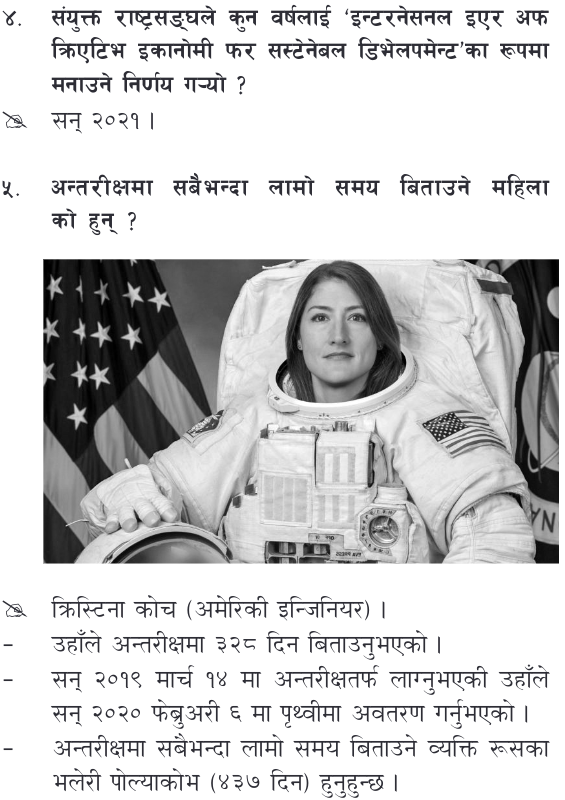 ४. संयुक्त राष्ट्रसङ्घले कुन वर्षलाई ‘इन्टरनेसनल इएर अफ
क्रिएटिभ इकानोमी फर सस्टेनेबल डिभेलपमेन्ट’का रूपमा
मनाउने निर्णय गऱ्यो ?
सन् २०२१ ।
५. अन्तरीक्षमा सबैभन्दा लामो समय बिताउने महिला
को हुन् ?
क्रिस्टिना कोच (अमेरिकी इन्जिनियर) ।
– उहाँले अन्तरीक्षमा ३२८ दिन बिताउनुभएको ।
– सन् २०१९ मार्च १४ मा अन्तरीक्षतर्फ लाग्नुभएकी उहाँले
सन् २०२० फेब्रुअरी ६ मा पृथ्वीमा अवतरण गर्नुभएको ।
– अन्तरीक्षमा सबैभन्दा लामो समय बिताउने व्यक्ति रूसका
भलेरी पोल्याकोभ (४३७ दिन) हुनुहुन्छ ।